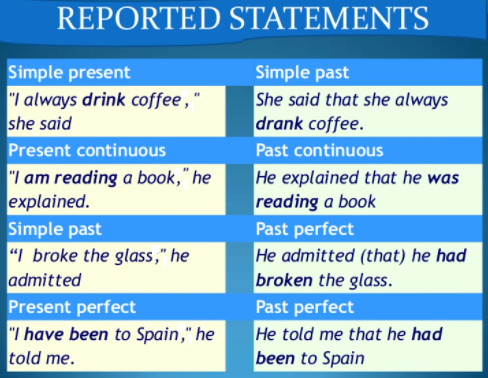 REPORTED STATEMENTS
Simple present
Simple past
"I always drink coffee, "
she said
She said that she always
drank coffee.
Present continuous
Past continuous
"I am reading a book," he
explained.
He explained that he was
reading a book
Simple past
Past perfect
“I  broke the glass," he
admitted
He admitted (that) he had
broken the glass.
Present perfect
Past perfect
"I have been to Spain," he
told me.
He told me that he had
been to Spain